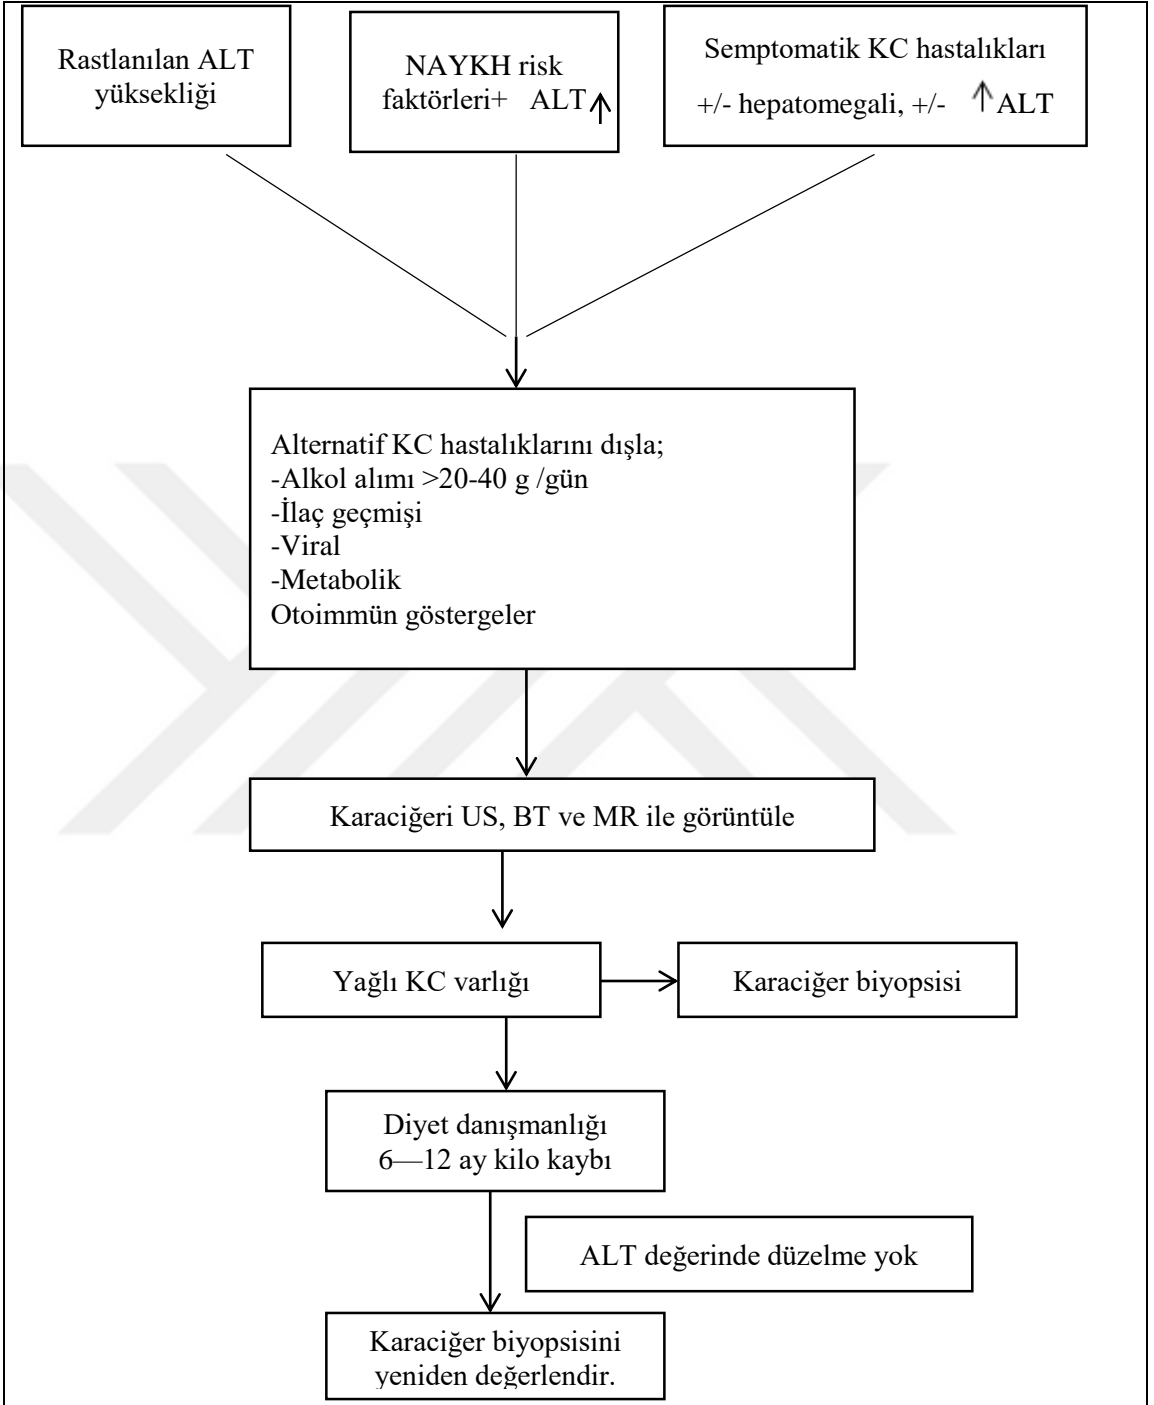 Rastlanılan ALT
yüksekliği
NAYKH risk
faktörleri+ ALT↑
Semptomatik KC hastalıkları
+/- hepatomegali, +/- ↑ALT
Alternatif KC hastalıklarını dışla;
-Alkol alımı >20-40 g /gün
-İlaç geçmişi
-Viral
-Metabolik
Otoimmün göstergeler
Karaciğeri US, BT ve MR ile görüntüle
Yağlı KC varlığı
Karaciğer biyopsisi
Diyet danışmanlığı
6—12 ay kilo kaybı
ALT değerinde düzelme yok
Karaciğer biyopsisini
yeniden değerlendir.